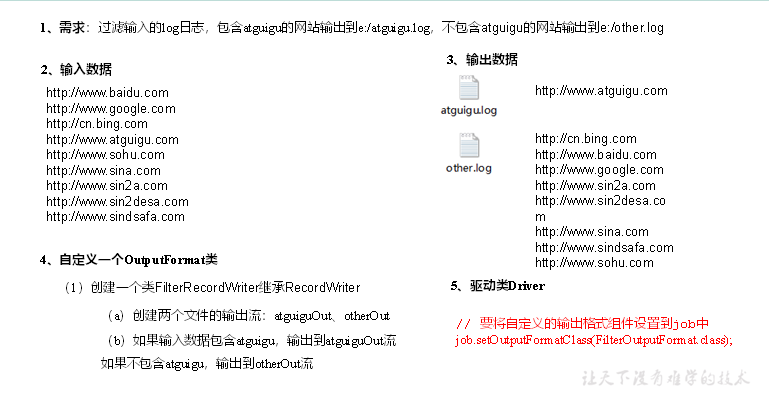 1、需求：过滤输入的log日志，包含atguigu的网站输出到e:/atguigu.log，不包含atguigu的网站输出到e:/other.log
2、输入数据
http://www.baidu.com
http://www.google.com
http://cn.bing.com
http://www.atguigu.com
http://www.sohu.com
http://www.sina.com
http://www.sin2a.com
http://www.sin2desa.com
http://www.sindsafa.com
3、输出数据
atguigu.log
http://www.atguigu.com
other.log
http://cn.bing.com
http://www.baidu.com
http://www.google.com
http://www.sin2a.com
http://www.sin2desa.co
m
http://www.sina.com
http://www.sindsafa.com
http://www.sohu.com
4、自定义一个OutputFormat类
（1）创建一个类FilterRecordWriter继承RecordWriter
（a）创建两个文件的输出流：atguiguOut、otherOut
（b）如果输入数据包含atguigu，输出到atguiguOut流
如果不包含atguigu，输出到otherOut流
5、驱动类Driver
// 要将自定义的输出格式组件设置到job中
job.setOutputFormatClass(FilterOutputFormat.class);
让天下没有难学的技术